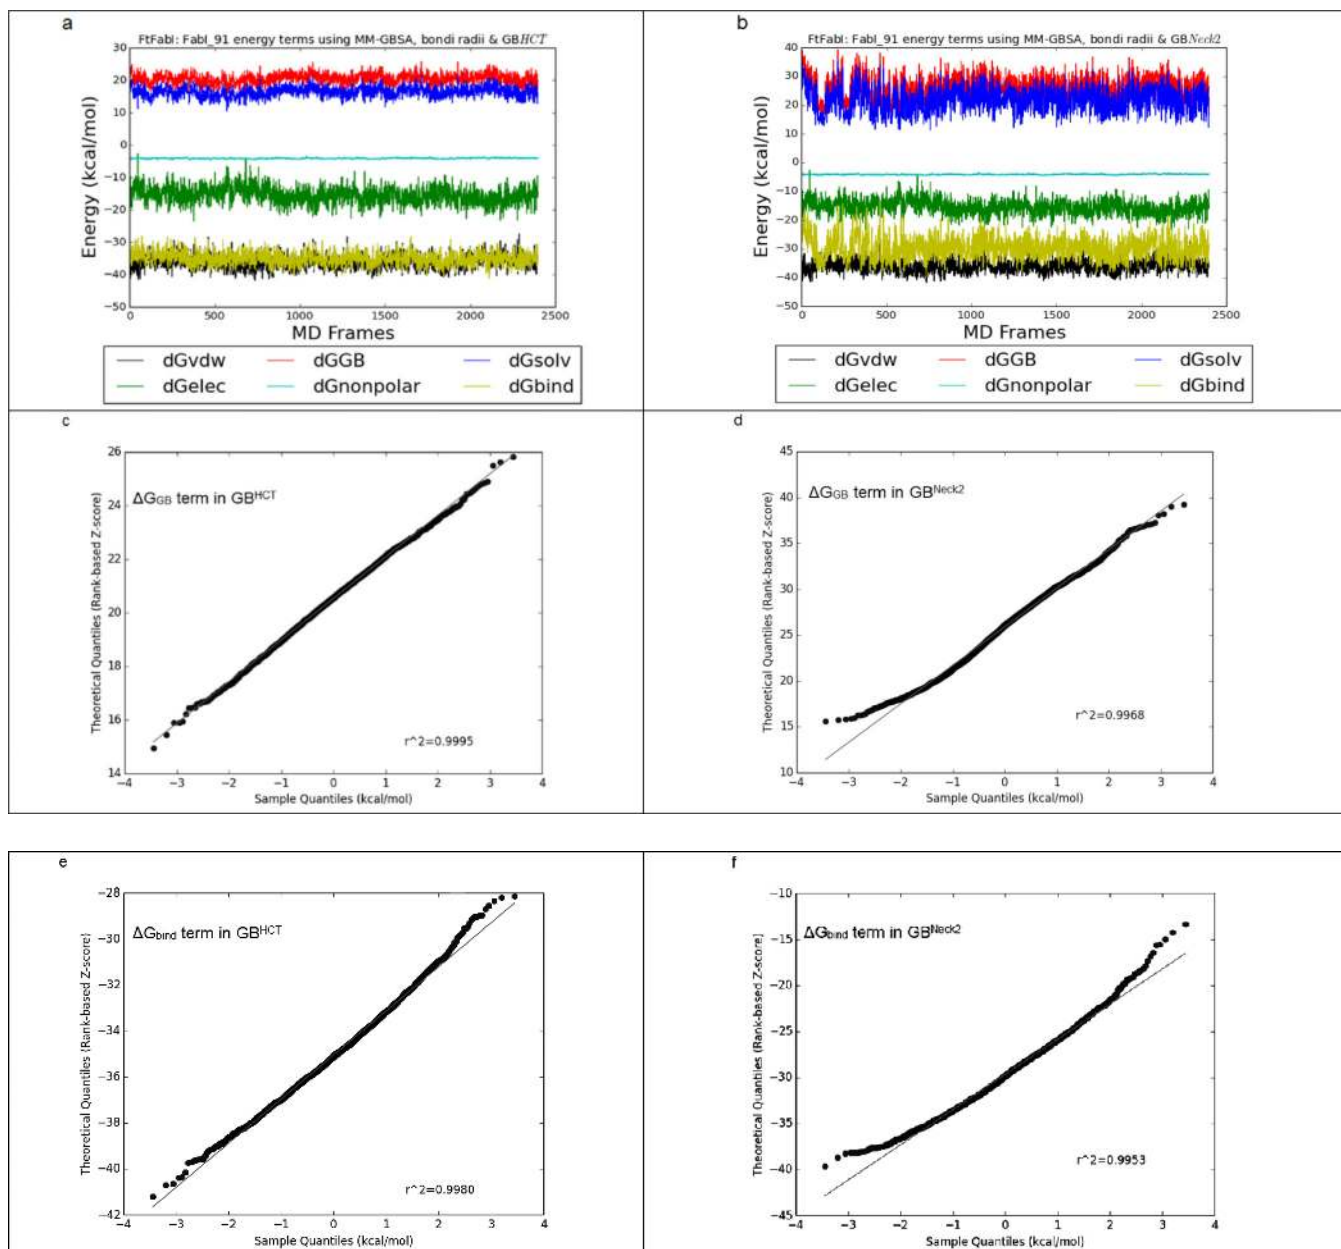 a
FtFabI: FabI_91 energy terms using MM-GBSA, bondi radii & GBHCT
30
20
10
0
−10
−20
−30
−40
−50
Energy (kcal/mol)
0 500 1000 1500 2000 2500
MD Frames
dGvdw dGGB dGsolv
dGelec dGnonpolar dGbind
b
FtFabI: FabI_91 energy terms using MM-GBSA, bondi radii & GBNeck2
40
30
20
10
0
−10
−20
−30
−40
−50
Energy (kcal/mol)
0 500 1000 1500 2000 2500
MD Frames
dGvdw dGGB dGsolv
dGelec dGnonpolar dGbind
c
26
24
22
20
18
16
14
Theoretical Quantiles (Rank-based Z-score)
ΔGGB term in GBHCT
r^2=0.9995
−4 −3 −2 −1 0 1 2 3 4
Sample Quantiles (kcal/mol)
d
45
40
35
30
25
20
15
10
Theoretical Quantiles (Rank-based Z-score)
ΔGGB term in GBNeck2
r^2=0.9968
−4 −3 −2 −1 0 1 2 3 4
Sample Quantiles (kcal/mol)
e
−28
−30
−32
−34
−36
−38
−40
−42
Theoretical Quantiles (Rank-based Z-score)
ΔGbind term in GBHCT
r^2=0.9980
−4 −3 −2 −1 0 1 2 3 4
Sample Quantiles (kcal/mol)
f
−10
−15
−20
−25
−30
−35
−40
−45
Theoretical Quantiles (Rank-based Z-score)
ΔGbind term in GBNeck2
r^2=0.9953
−4 −3 −2 −1 0 1 2 3 4
Sample Quantiles (kcal/mol)